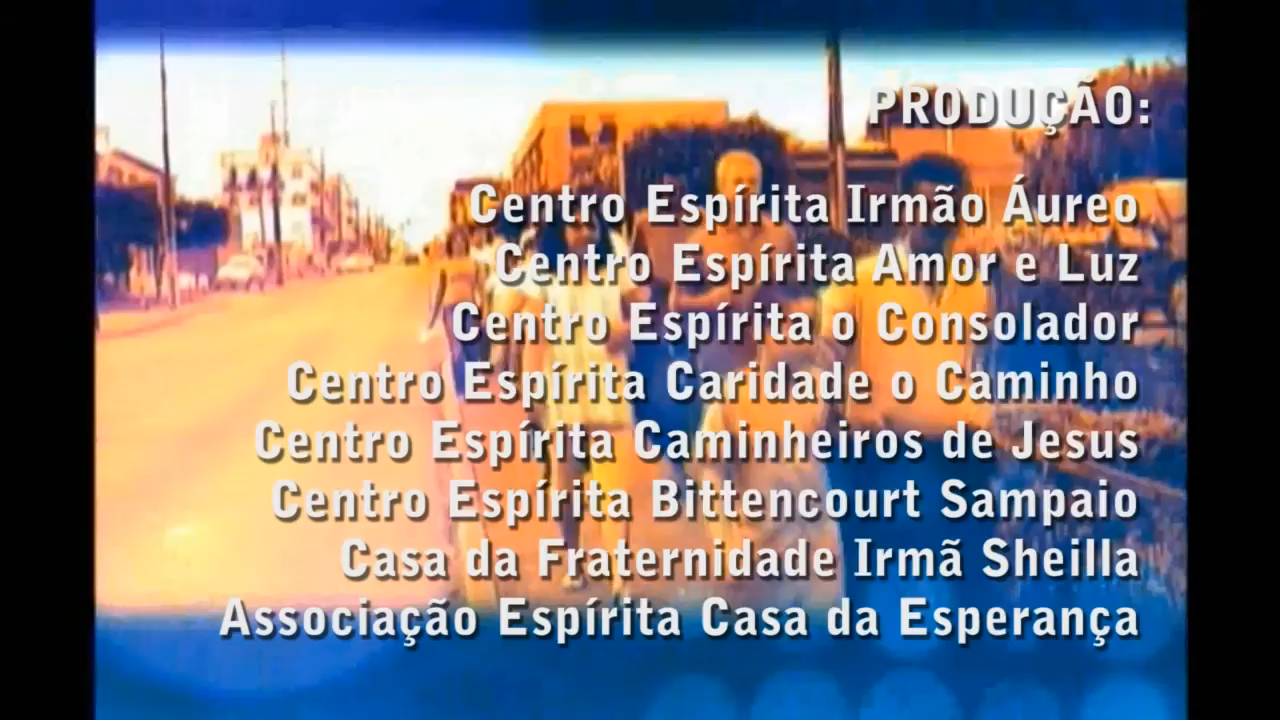 PRODUÇÃO:
Centro Espírita Irmão Áureo
Centro Espírita Amor e Luz
Centro Espírita o Consolador
Centro Espírita Caridade o Caminho
Centro Espírita Caminheiros de Jesus
Centro Espírita Bittencourt Sampaio
Casa da Fraternidade Irmã Sheilla
Associação Espírita Casa da Esperança